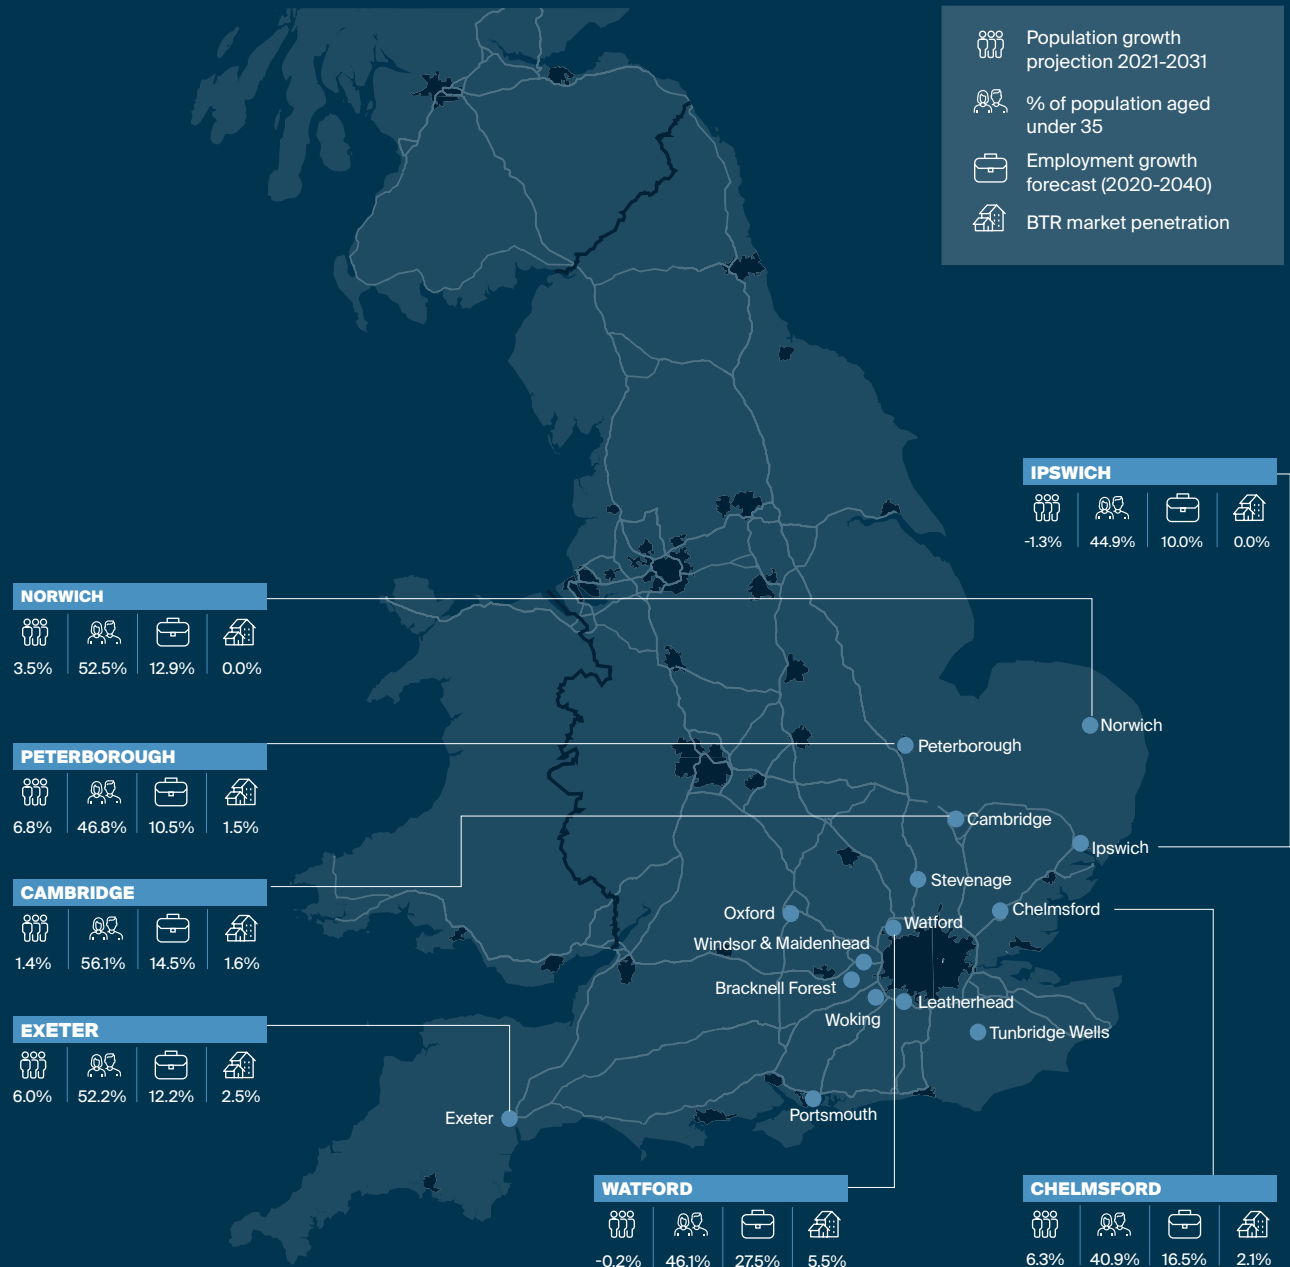 Population growth
projection 2021-2031
% of population aged
under 35
Employment growth
forecast (2020-2040)
BTR market penetration
IPSWICH
-1.3% 44.9% 10.0% 0.0%
NORWICH
3.5% 52.5% 12.9% 0.0%
PETERBOROUGH
6.8% 46.8% 10.5% 1.5%
CAMBRIDGE
1.4% 56.1% 14.5% 1.6%
EXETER
6.0% 52.2% 12.2% 2.5%
Norwich
Peterborough
Cambridge
Ipswich
Stevenage
Chelmsford
Oxford
Watford
Windsor & Maidenhead
Bracknell Forest
Leatherhead
Woking
Tunbridge Wells
Portsmouth
Exeter
WATFORD
-0.2% 46.1% 27.5% 5.5%
CHELMSFORD
6.3% 40.9% 16.5% 2.1%